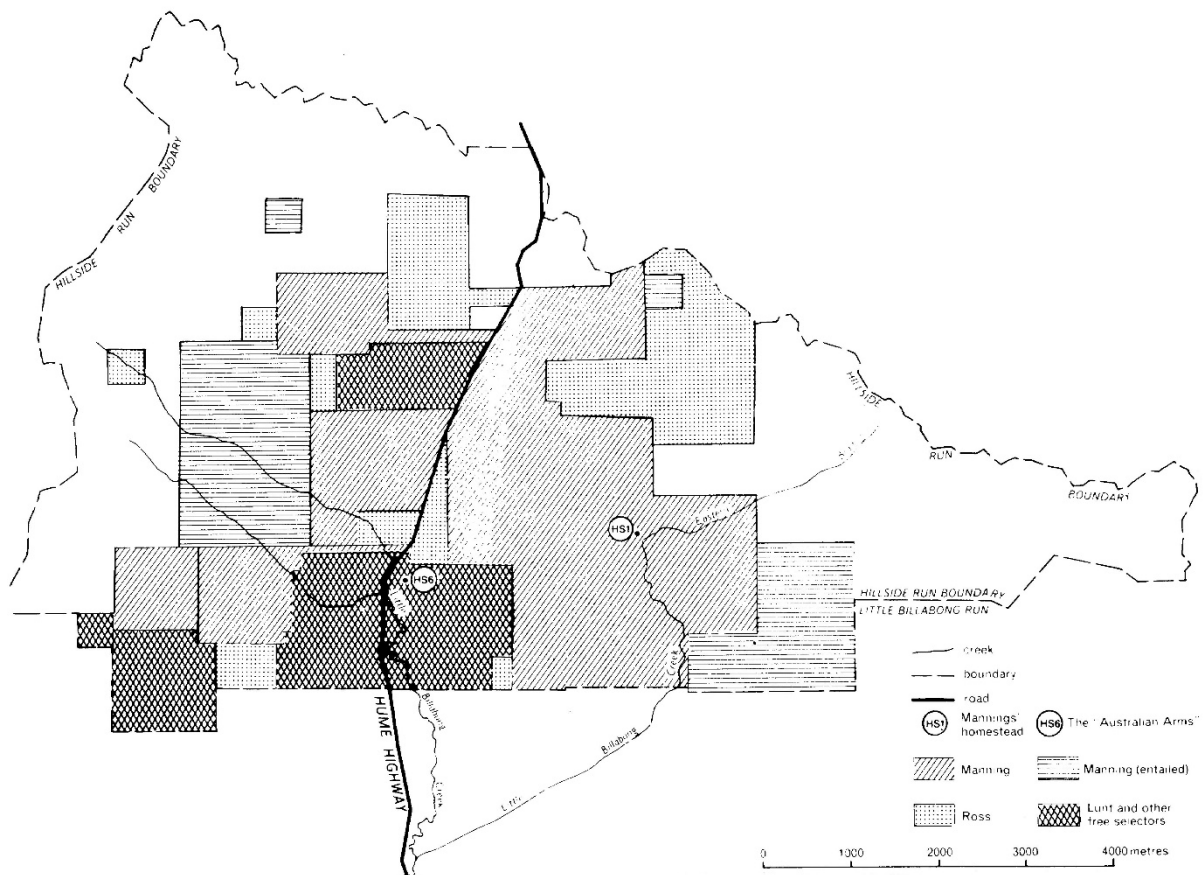 HILLSIDE
RUN
BOUNDARY
HILLSIDE
RUN
BOUNDARY
HS1
HS6
Little
Creek
Billabong
Creek
Billabong
HUME HIGHWAY
HILLSIDE RUN BOUNDARY
LITTLE BILLABONG RUN
creek
boundary
road
HS1 Mannings'
homestead
HS6 The "Australian Arms"
Manning
Manning (entailed)
Ross
Lunt and other
free selectors
0 1000 2000 3000 4000 metres